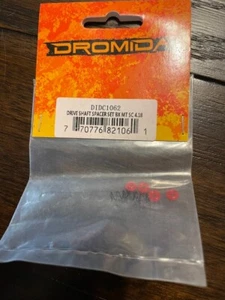 DROMIDA
DIDC1062
DRIVE SHAFT SPACER SET BX MT SC 4.18
7 70776 82106 1